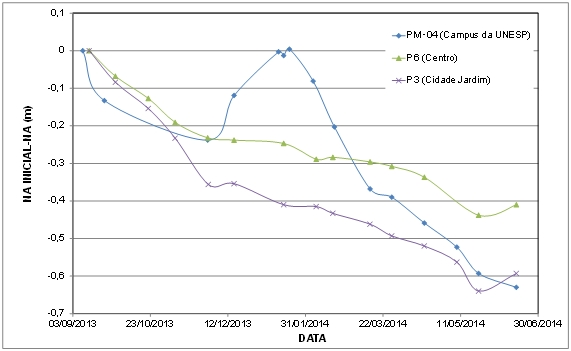 0,1
0
-0,1
-0,2
-0,3
-0,4
-0,5
-0,6
-0,7
NA INICIAL-NA (m)
PM-04 (Campus da UNESP)
P6 (Centro)
P3 (Cidade Jardim)
03/09/2013 23/10/2013 12/12/2013 31/01/2014 22/03/2014 11/05/2014 30/06/2014
DATA